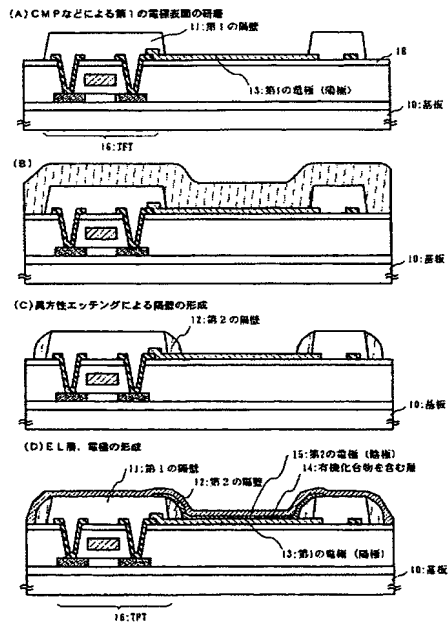 (A)CMPなどによる第1の電極表面の研磨
11:第1の隔壁
18
13:第1の電極(陽極)
10:基板
16:TFT
(B)
10:基板
(C)異方性エッチングによる隔壁の形成
12:第2の隔壁
10:基板
(D)EL層、電極の形成
15:第2の電極(陰極)
11:第1の隔壁
12:第2の隔壁
14:有機化合物を含む層
13:第1の電極(陽極)
10:基板
16:TFT